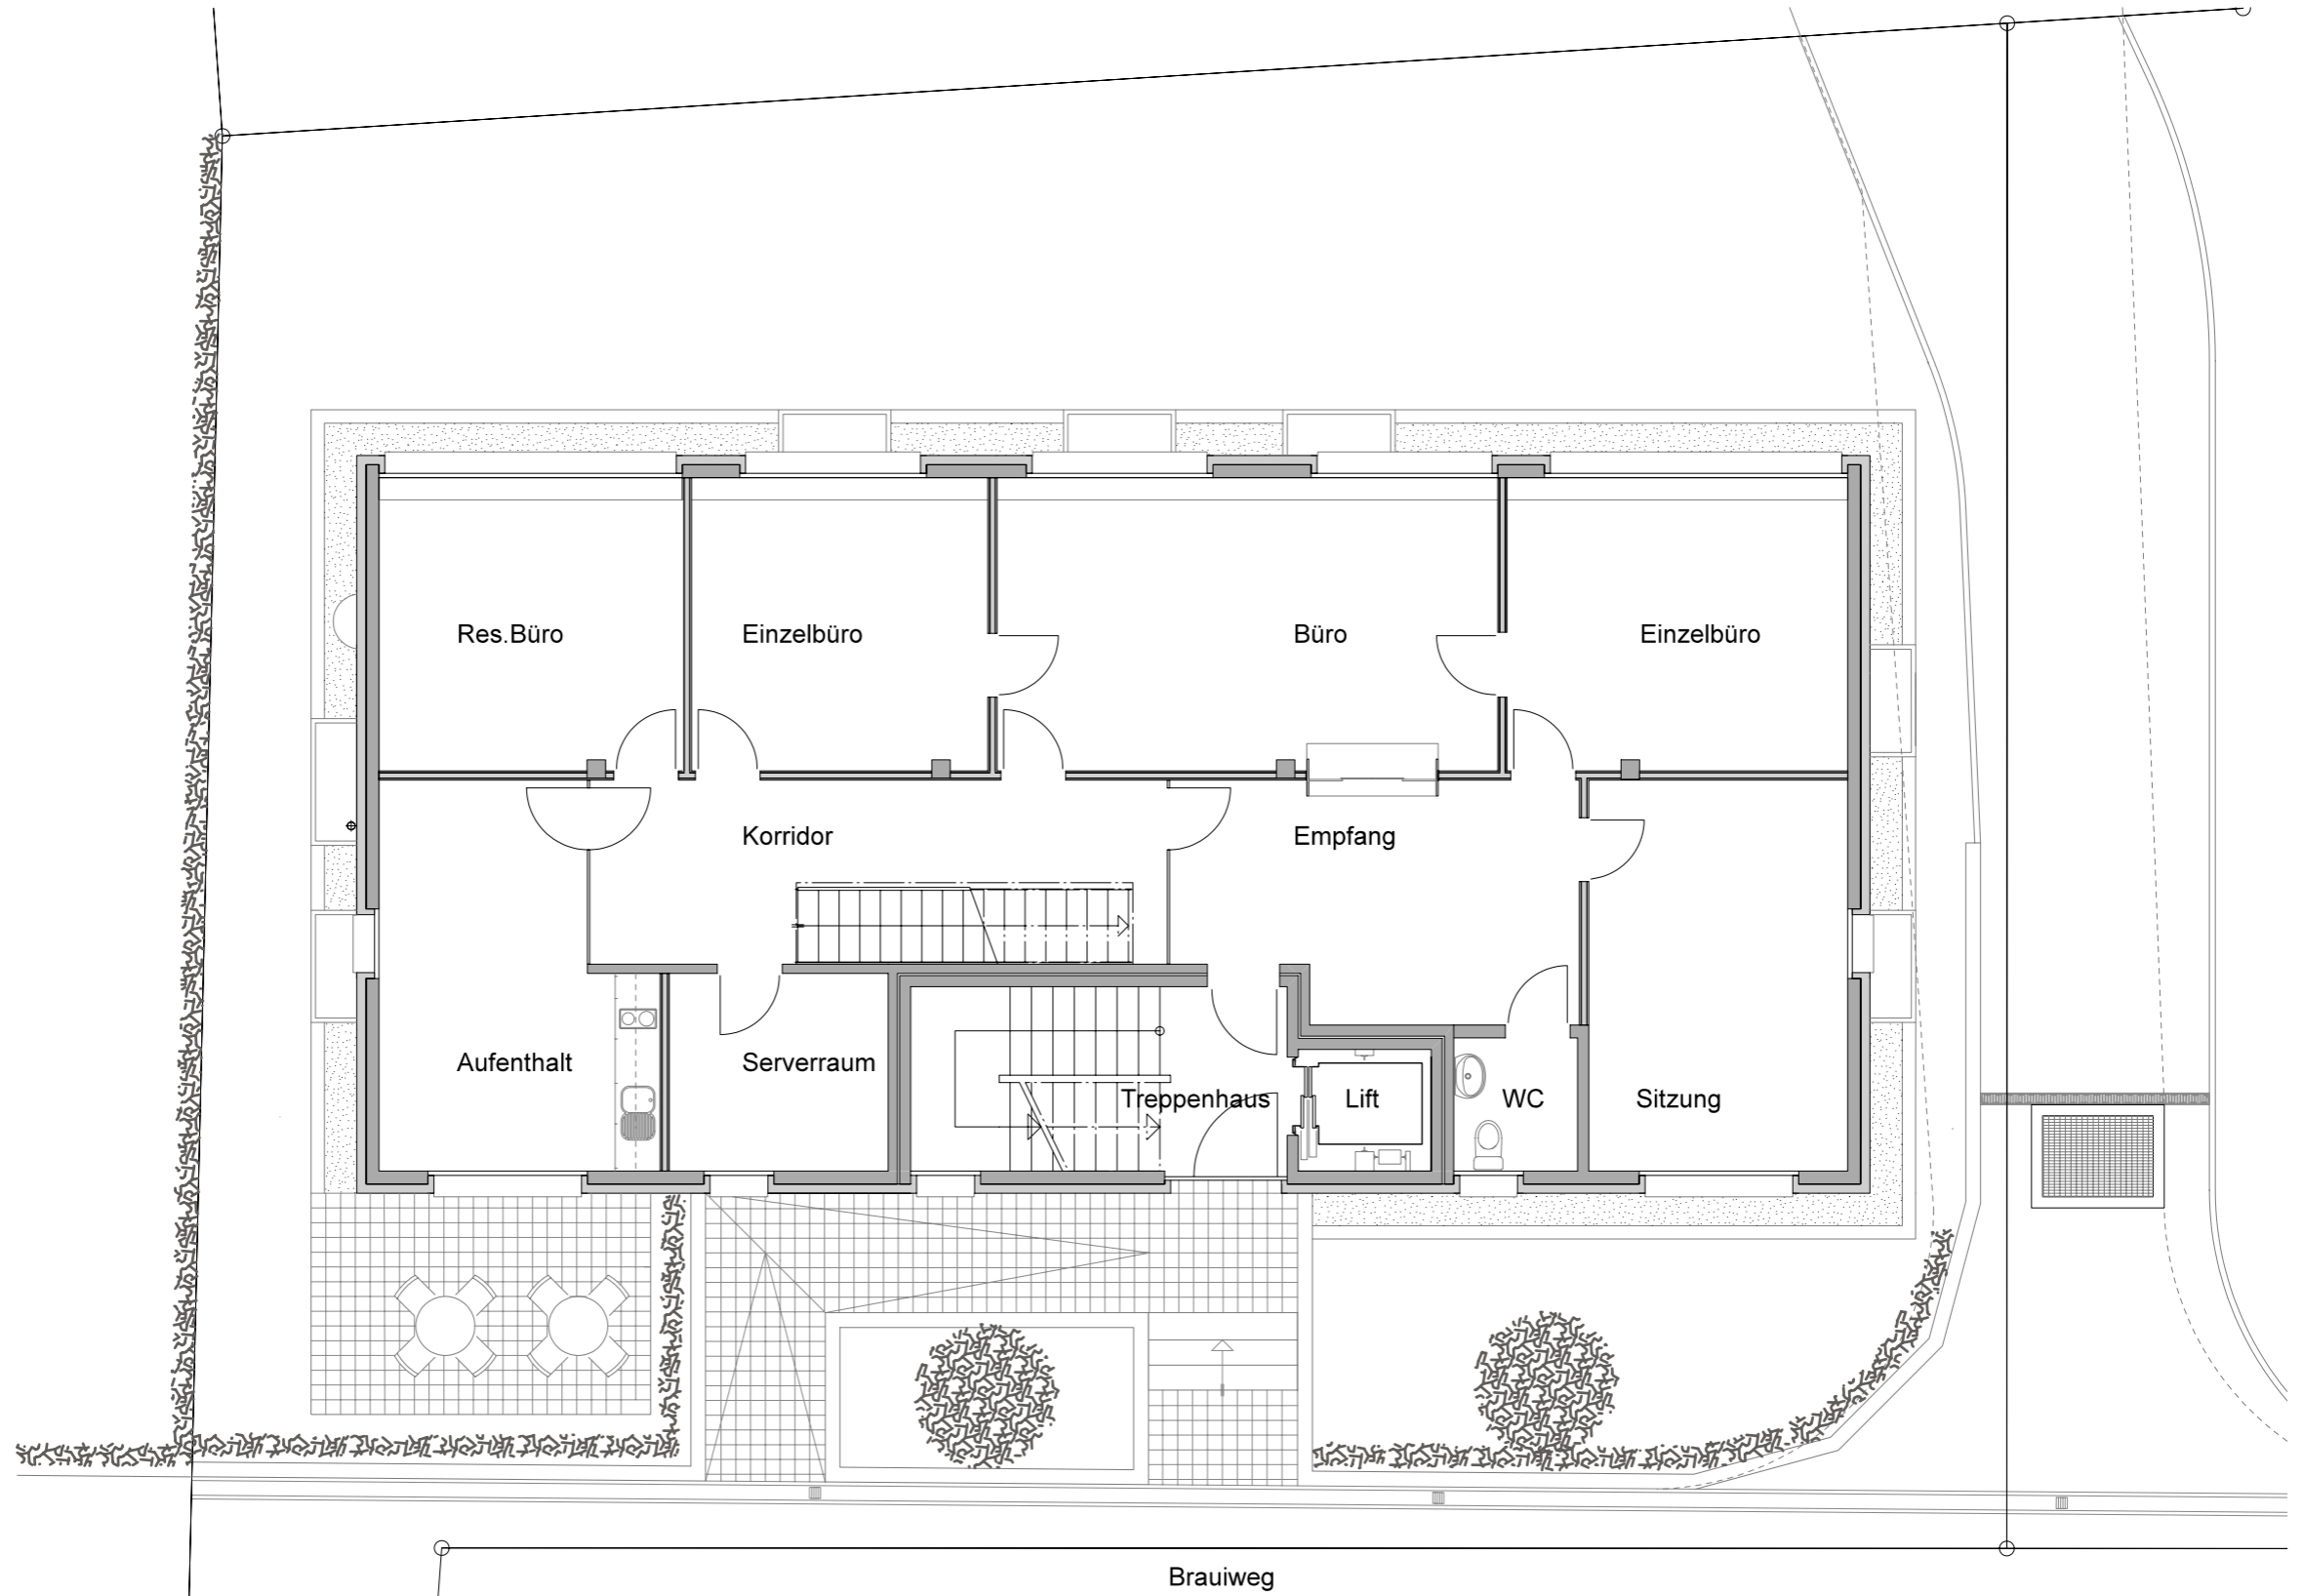 Res.Büro
Einzelbüro
Büro
Einzelbüro
Korridor
Empfang
Aufenthalt
Serverraum
Treppenhaus
Lift
WC
Sitzung
Brauiweg